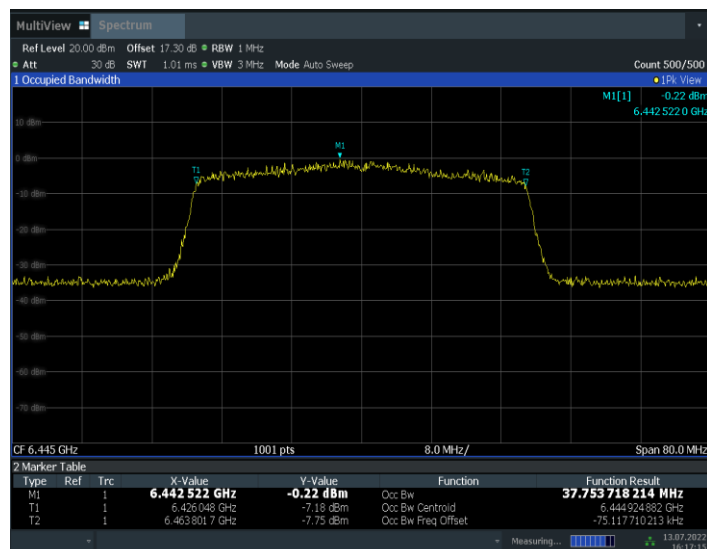 MultiView Spectrum
Ref Level 20.00 dBm Offset 17.30 dB RBW 1 MHz
Att 30 dB SWT 1.01 ms VBW 3 MHz Mode Auto Sweep Count 500/500
1 Occupied Bandwidth 1Pk View
M1[1] -0.22 dBm
6.442 522 0 GHz
10 dBm
M1
0 dBm
T1
T2
-10 dBm
-20 dBm
-30 dBm
-40 dBm
-50 dBm
-60 dBm
-70 dBm
CF 6.445 GHz 1001 pts 8.0 MHz/ Span 80.0 MHz
2 Marker Table
Type Ref Trc X-Value Y-Value Function Function Result
M1 1 6.442 522 GHz -0.22 dBm Occ Bw 37.753 718 214 MHz
T1 1 6.426 048 GHz -7.18 dBm Occ Bw Centroid 6.444 924 882 GHz
T2 1 6.463 801 7 GHz -7.75 dBm Occ Bw Freq Offset -75.117 710 213 kHz
Measuring... 13.07.2022
16:17:15